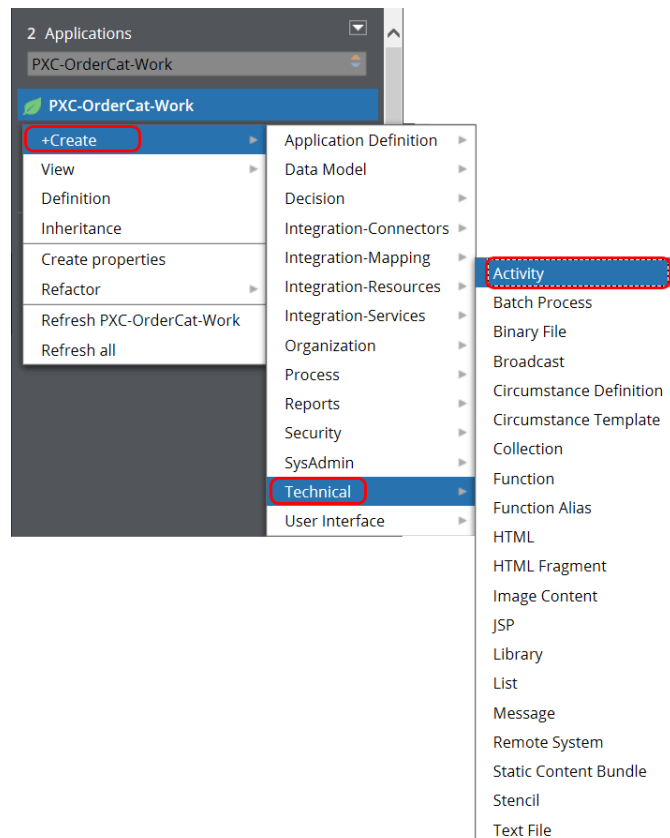 2 Applications
PXC-OrderCat-Work
PXC-OrderCat-Work
+Create
View
Definition
Inheritance
Create properties
Refactor
Refresh PXC-OrderCat-Work
Refresh all
Application Definition
Data Model
Decision
Integration-Connectors
Integration-Mapping
Integration-Resources
Integration-Services
Organization
Process
Reports
Security
SysAdmin
Technical
User Interface
Activity
Batch Process
Binary File
Broadcast
Circumstance Definition
Circumstance Template
Collection
Function
Function Alias
HTML
HTML Fragment
Image Content
JSP
Library
List
Message
Remote System
Static Content Bundle
Stencil
Text File